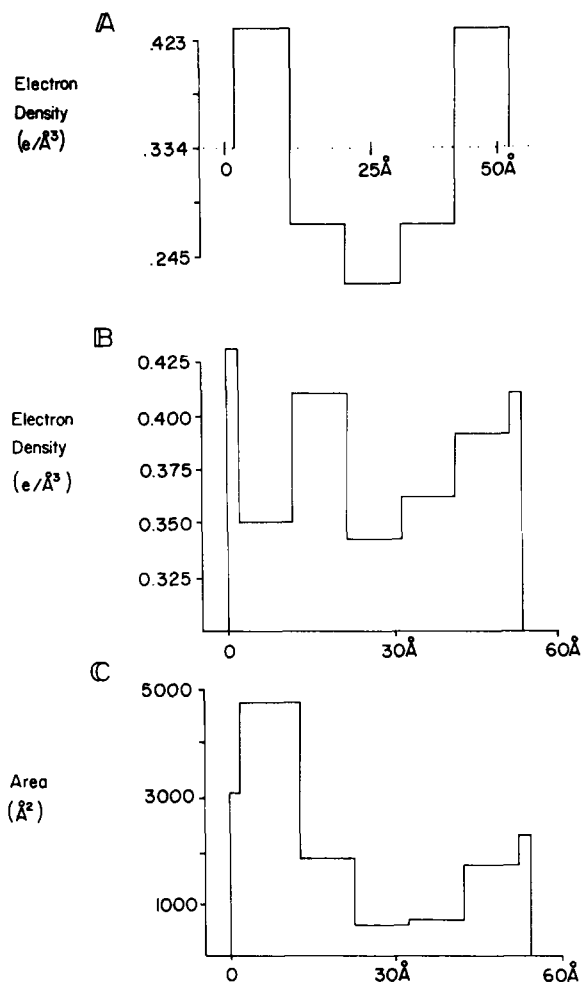 A
Electron
Density
(e/Å³)
.423
.334
.245
0
25Å
50Å
B
Electron
Density
(e/Å³)
0.425
0.400
0.375
0.350
0.325
0
30Å
60Å
C
Area
(Å²)
5000
3000
1000
0
30Å
60Å